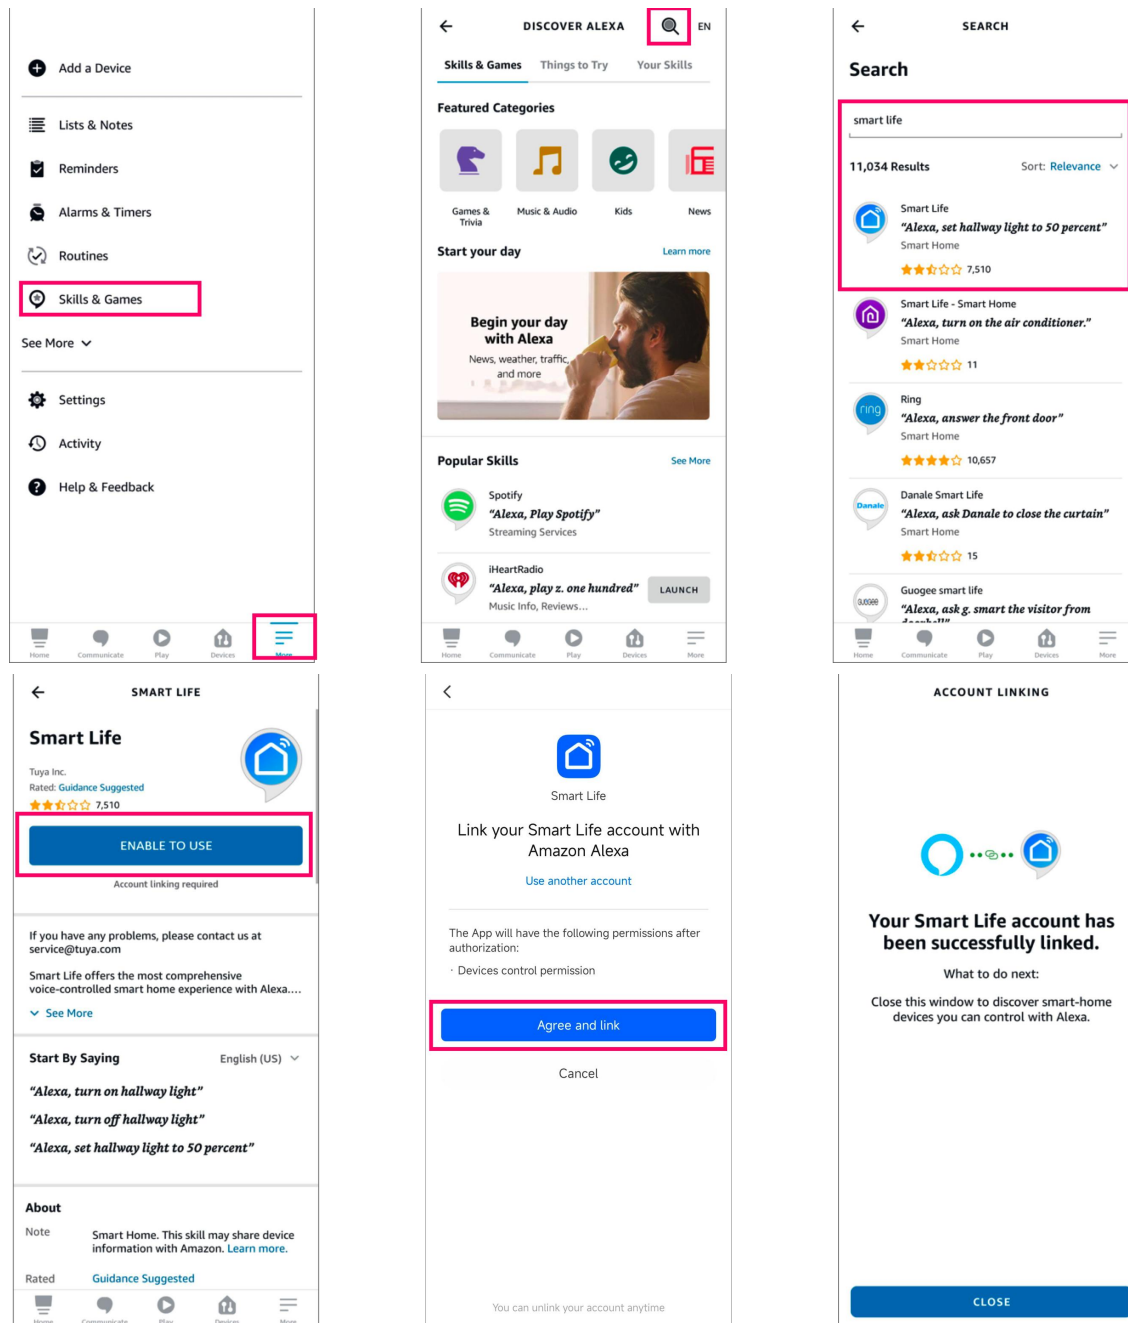 Add a Device
Lists & Notes
Reminders
Alarms & Timers
Routines
Skills & Games
See More
Settings
Activity
Help & Feedback
Home
Communicate
Play
Devices
More
DISCOVER ALEXA
EN
Skills & Games
Things to Try
Your Skills
Featured Categories
Games &
Trivia
Music & Audio
Kids
News
Start your day
Learn more
Begin your day
with Alexa
News, weather, traffic,
and more
Popular Skills
See More
Spotify
“Alexa, Play Spotify”
Streaming Services
iHeartRadio
“Alexa, play z. one hundred”
Music Info, Reviews...
LAUNCH
Home
Communicate
Play
Devices
More
SEARCH
Search
smart life
11,034 Results
Sort: Relevance
Smart Life
“Alexa, set hallway light to 50 percent”
Smart Home
7,510
Smart Life - Smart Home
“Alexa, turn on the air conditioner.”
Smart Home
11
ring
Ring
“Alexa, answer the front door”
Smart Home
10,657
Danale
Danale Smart Life
“Alexa, ask Danale to close the curtain”
Smart Home
15
GUOGEE
Guogee smart life
“Alexa, ask g. smart the visitor from
doorbell”
Home
Communicate
Play
Devices
More
SMART LIFE
Smart Life
Tuya Inc.
Rated: Guidance Suggested
7,510
ENABLE TO USE
Account linking required
If you have any problems, please contact us at
service@tuya.com
Smart Life offers the most comprehensive
voice-controlled smart home experience with Alexa....
See More
Start By Saying
English (US)
“Alexa, turn on hallway light”
“Alexa, turn off hallway light”
“Alexa, set hallway light to 50 percent”
About
Note
Smart Home. This skill may share device
information with Amazon. Learn more.
Rated
Guidance Suggested
Home
Communicate
Play
Devices
More
Smart Life
Link your Smart Life account with
Amazon Alexa
Use another account
The App will have the following permissions after
authorization:
· Devices control permission
Agree and link
Cancel
You can unlink your account anytime
ACCOUNT LINKING
Your Smart Life account has
been successfully linked.
What to do next:
Close this window to discover smart-home
devices you can control with Alexa.
CLOSE